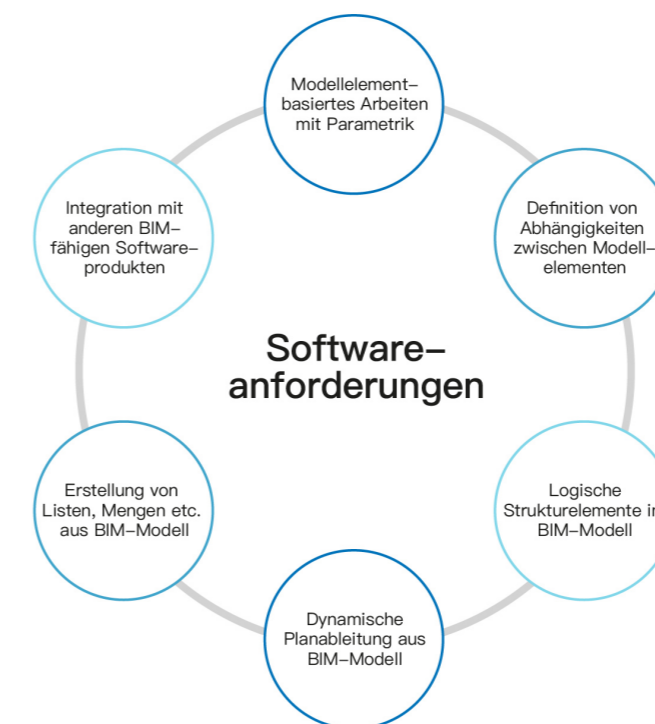 Modellelement–
basiertes Arbeiten
mit Parametrik
Definition von
Abhängigkeiten
zwischen Modell–
elementen
Logische
Strukturelemente
BIM–Modell
Dynamische
Planableitung aus
BIM–Modell
Erstellung von
Listen, Mengen etc.
aus BIM–Modell
Integration mit
anderen BIM–
fähigen Software–
produkten
Software–
anforderungen